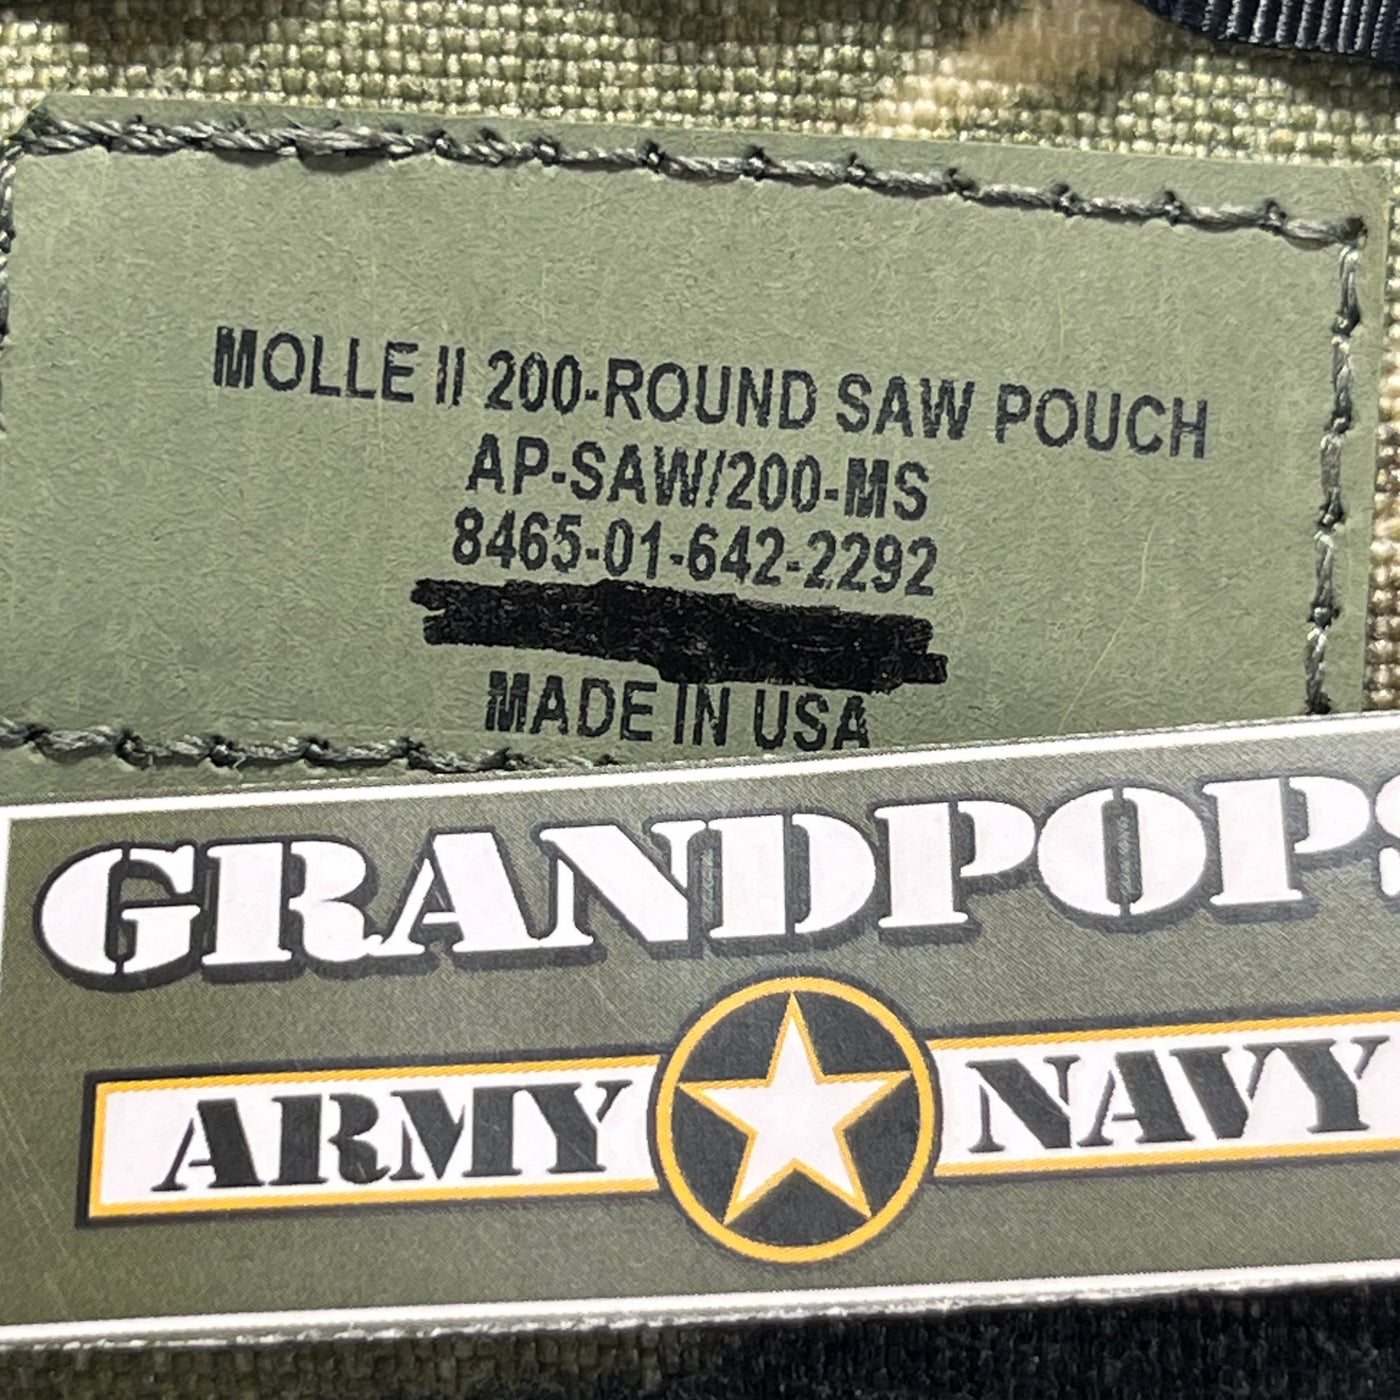 MOLLE II 200-ROUND SAW POUCH
AP-SAW/200-MS
8465-01-642-2292
MADE IN USA
GRANDPOPS
ARMY NAVY